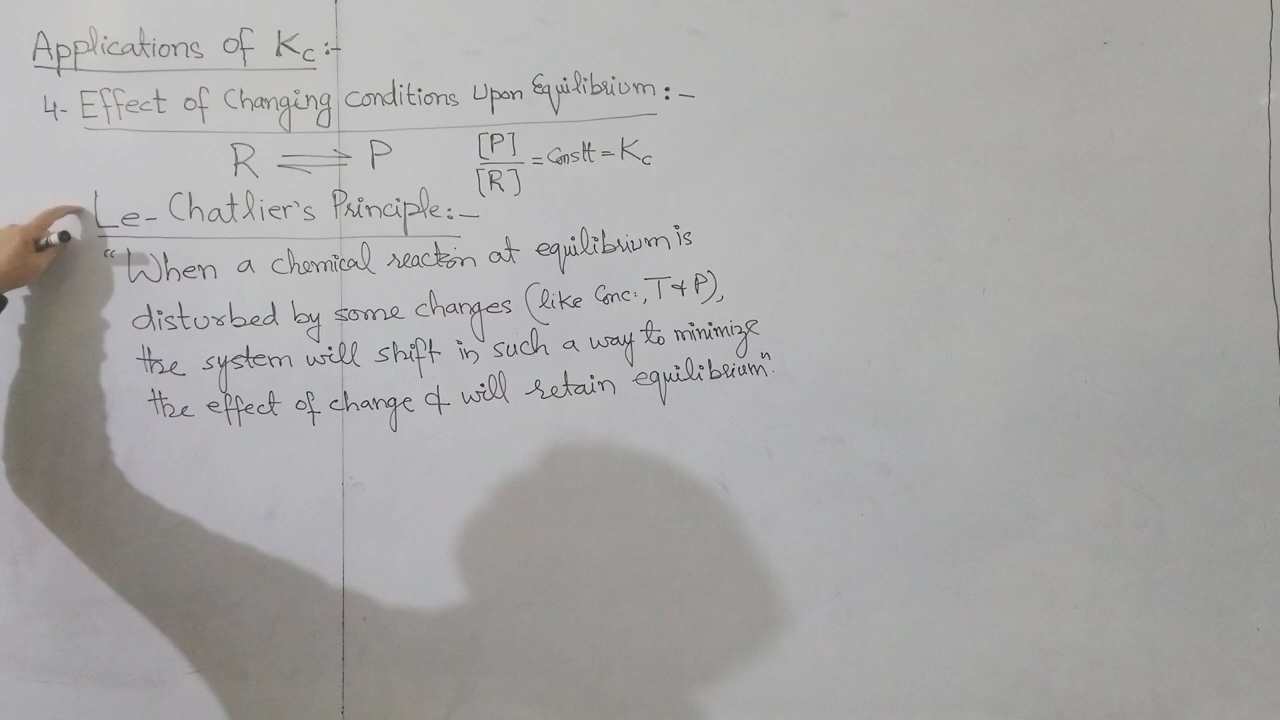 Applications of Kc:-
4- Effect of Changing Conditions Upon Equilibrium:-
R ⇌ P [P]/[R] = Constt = Kc
Le-Chatlier's Principle:-
"When a chemical reaction at equilibrium is
disturbed by some changes (like Conc., T & P),
the system will shift in such a way to minimize
the effect of change & will retain equilibrium".